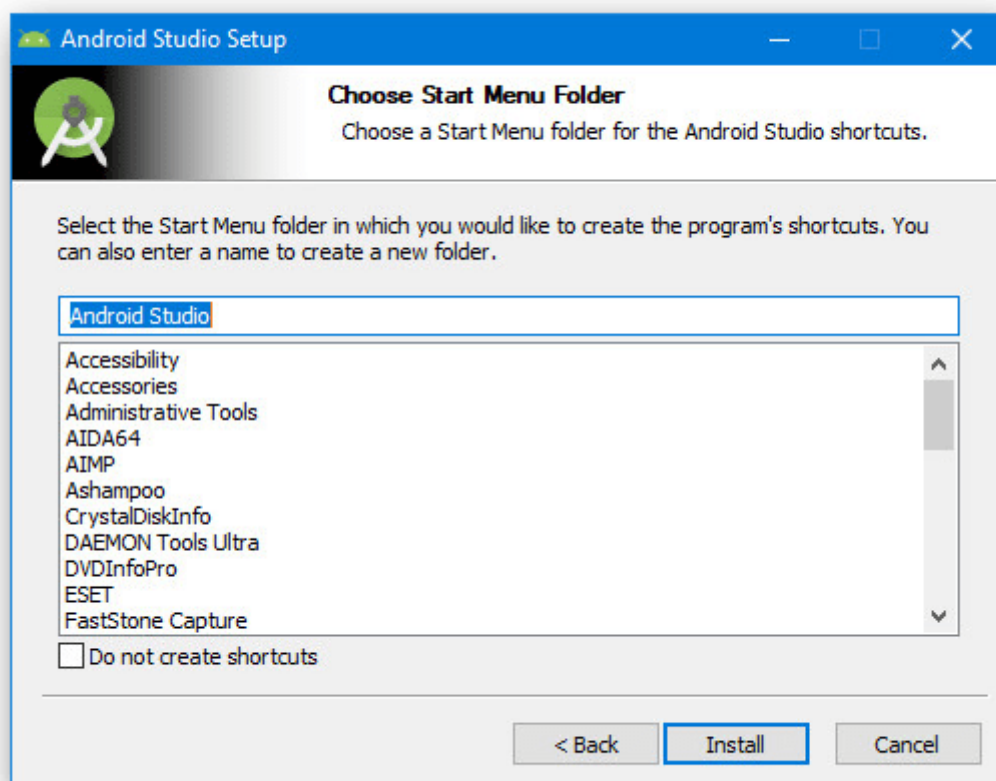 Android Studio Setup
Choose Start Menu Folder
Choose a Start Menu folder for the Android Studio shortcuts.
Select the Start Menu folder in which you would like to create the program's shortcuts. You
can also enter a name to create a new folder.
Android Studio
Accessibility
Accessories
Administrative Tools
AIDA64
AIMP
Ashampoo
CrystalDiskInfo
DAEMON Tools Ultra
DVDInfoPro
ESET
FastStone Capture
Do not create shortcuts
< Back Install Cancel